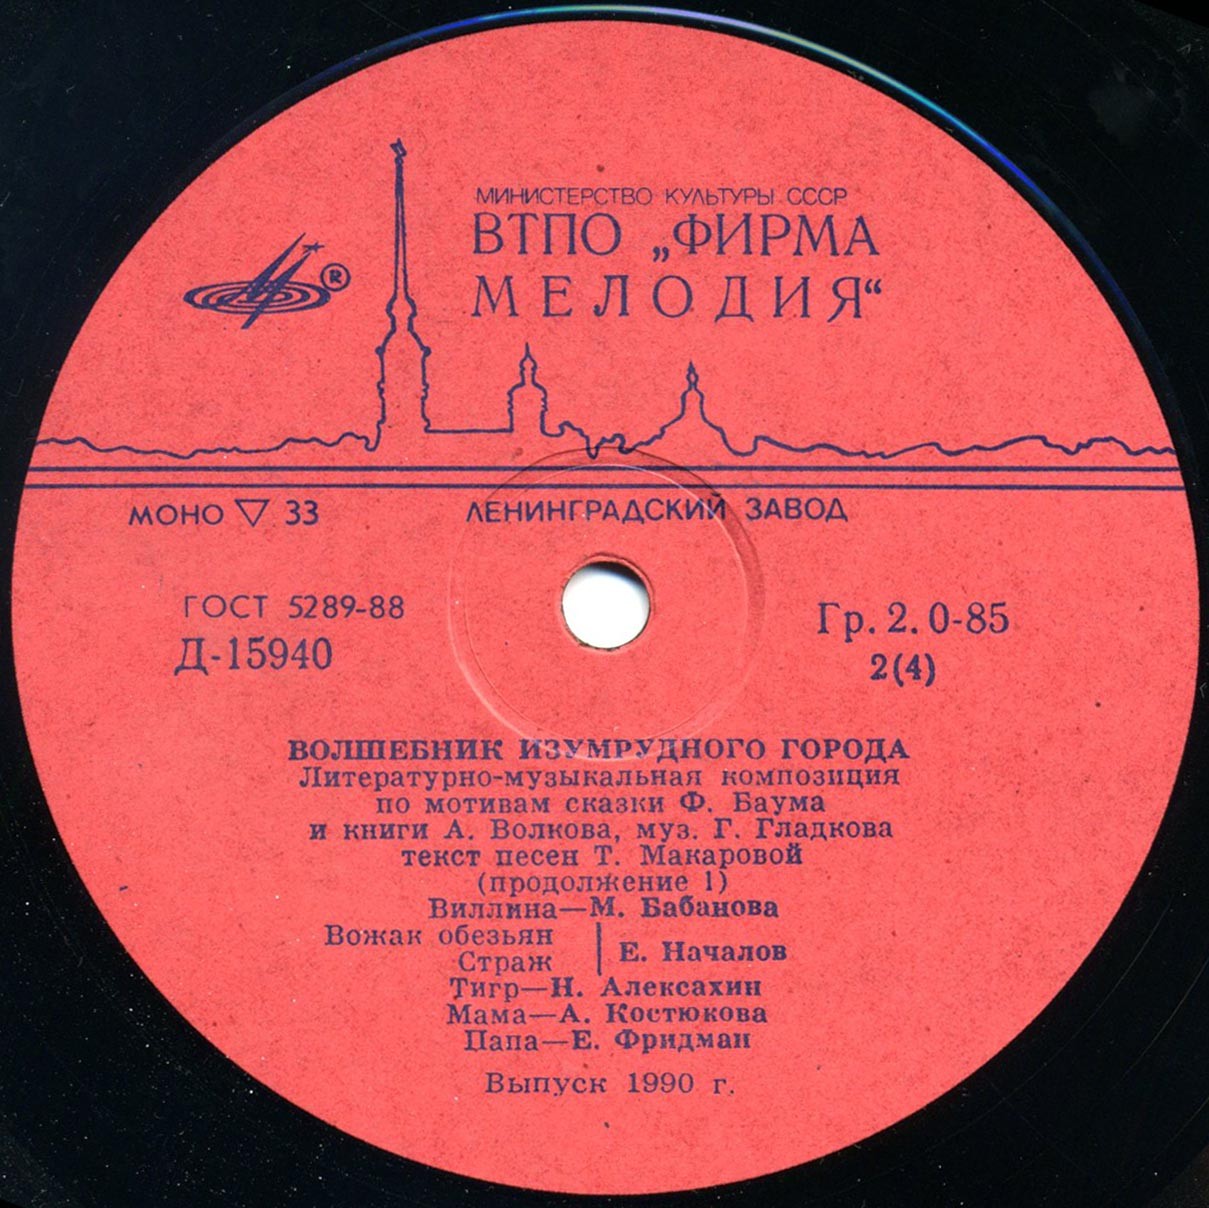 МИНИСТЕРСТВО КУЛЬТУРЫ СССР
ВТПО „ФИРМА
МЕЛОДИЯ“
®
МОНО ▽ 33
ЛЕНИНГРАДСКИЙ ЗАВОД
ГОСТ 5289-88
Д-15940
Гр. 2. 0-85
2(4)
ВОЛШЕБНИК ИЗУМРУДНОГО ГОРОДА
Литературно-музыкальная композиция
по мотивам сказки Ф. Баума
и книги А. Волкова, муз. Г. Гладкова
текст песен Т. Макаровой
(продолжение 1)
Виллина—М. Бабанова
Вожак обезьян
Страж
Е. Началов
Тигр—Н. Алексахин
Мама—А. Костюкова
Папа—Е. Фридман
Выпуск 1990 г.